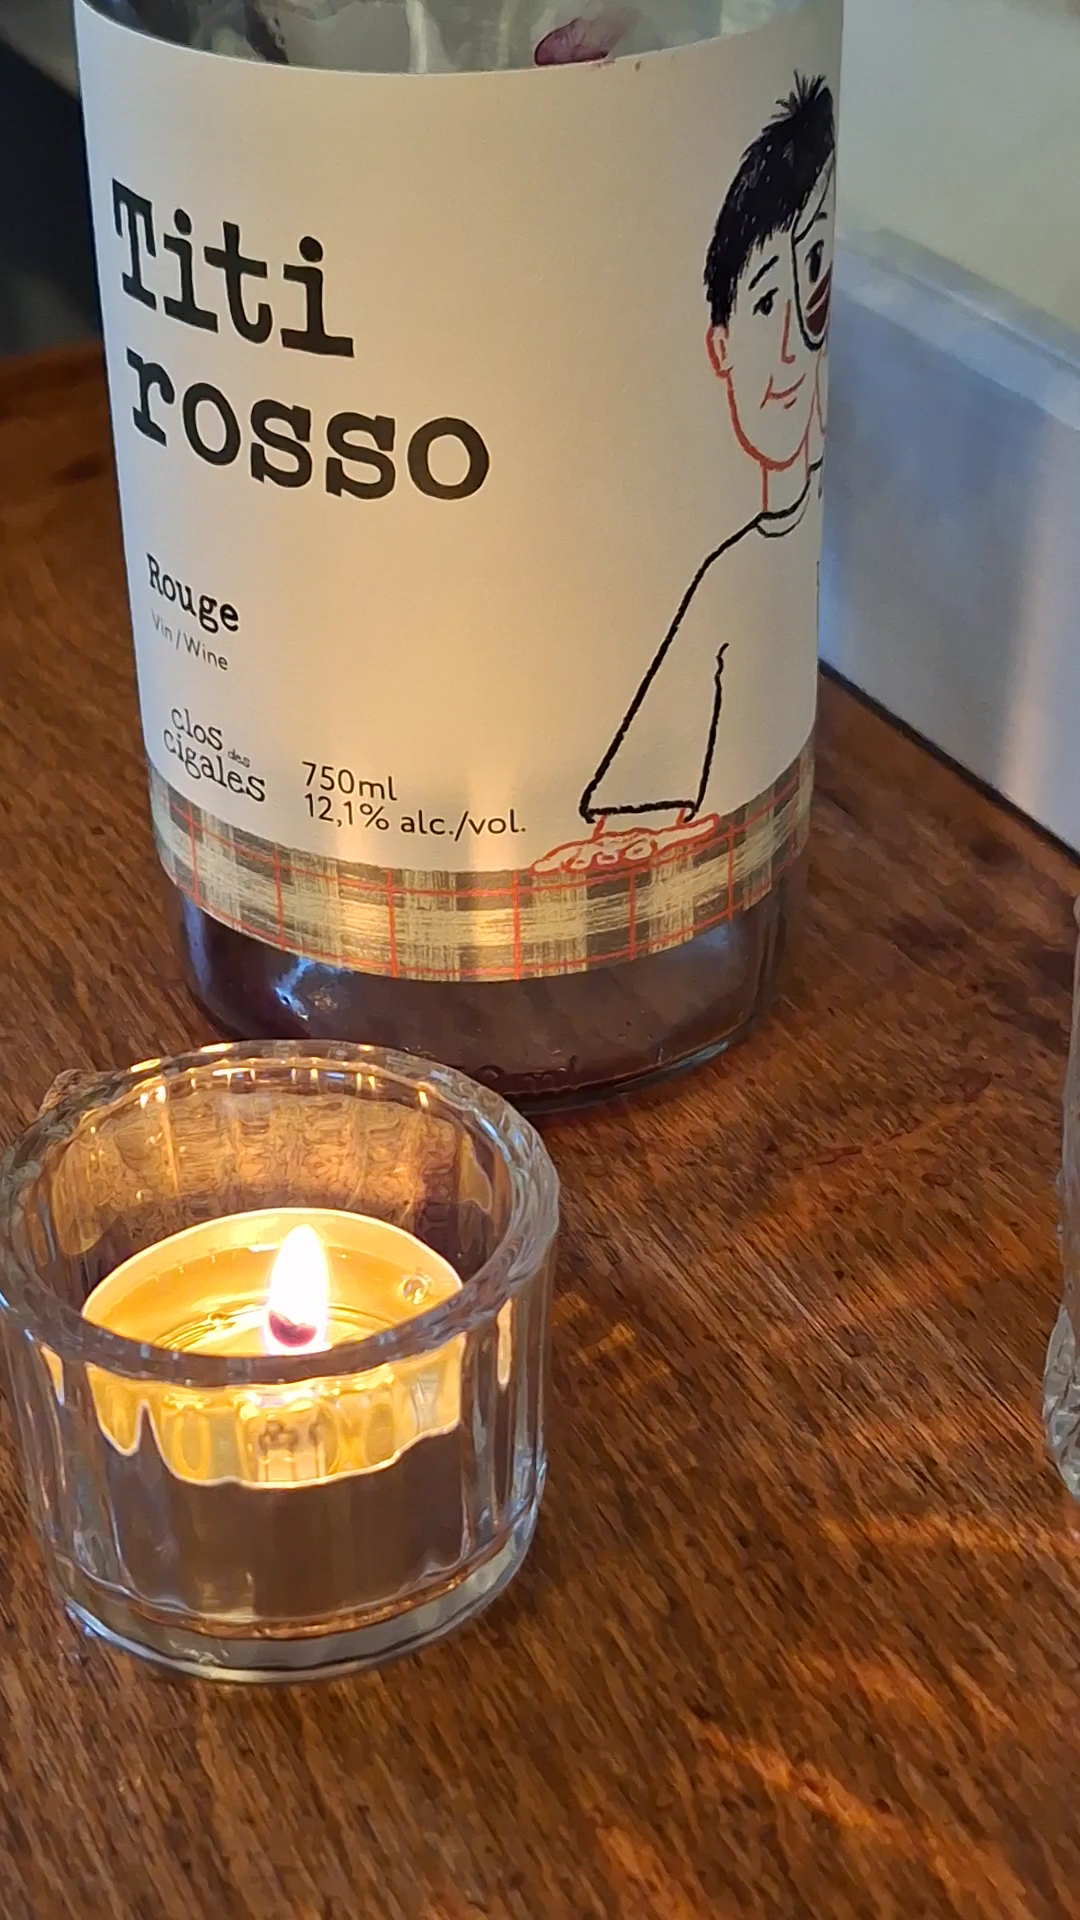 Titi
rosso
Rouge
Vin/Wine
clos des
cigales
750ml
12,1% alc./vol.